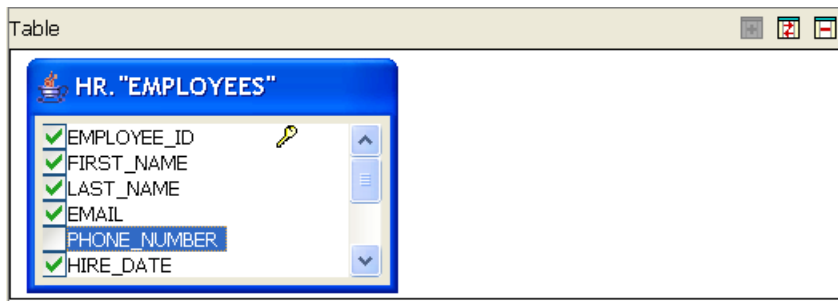 Table
HR."EMPLOYEES"
EMPLOYEE_ID
FIRST_NAME
LAST_NAME
EMAIL
PHONE_NUMBER
HIRE_DATE